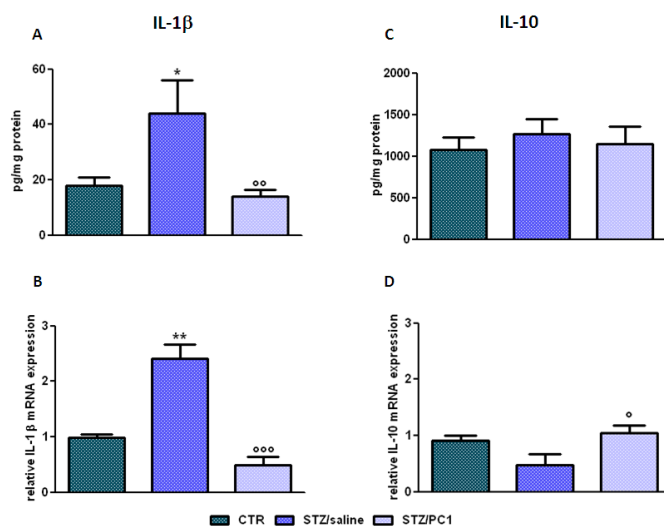 IL-1β
IL-10
A
60
40
20
0
pg/mg protein
*
°°
C
2000
1500
1000
500
0
pg/mg protein
B
3
2
1
0
relative IL-1 β mRNA expression
**
°°°
D
3
2
1
0
relative IL-10 mRNA expression
°
CTR STZ/saline STZ/PC1